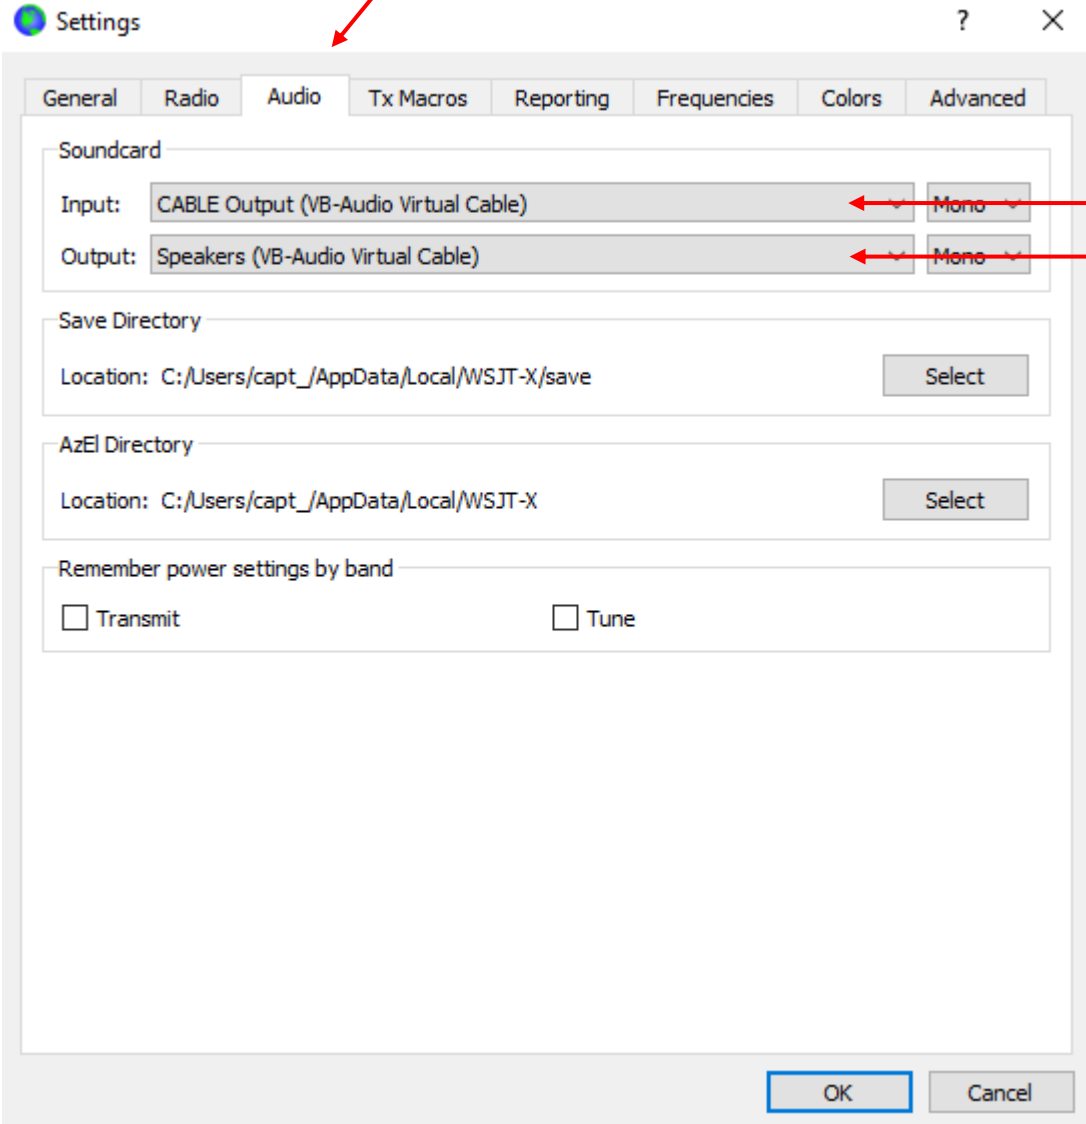 Settings
General Radio Audio Tx Macros Reporting Frequencies Colors Advanced
Soundcard
Input: CABLE Output (VB-Audio Virtual Cable) Mono
Output: Speakers (VB-Audio Virtual Cable) Mono
Save Directory
Location: C:/Users/capt_/AppData/Local/WSJT-X/save Select
AzEl Directory
Location: C:/Users/capt_/AppData/Local/WSJT-X Select
Remember power settings by band
Transmit Tune
OK Cancel